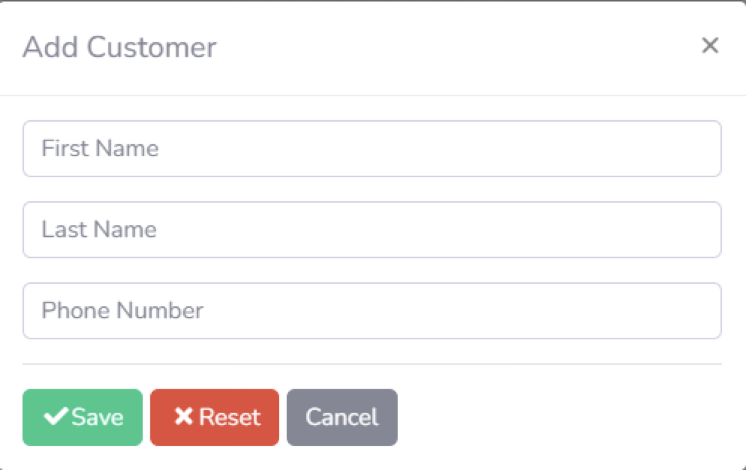 Add Customer ×
First Name
Last Name
Phone Number
Save Reset Cancel